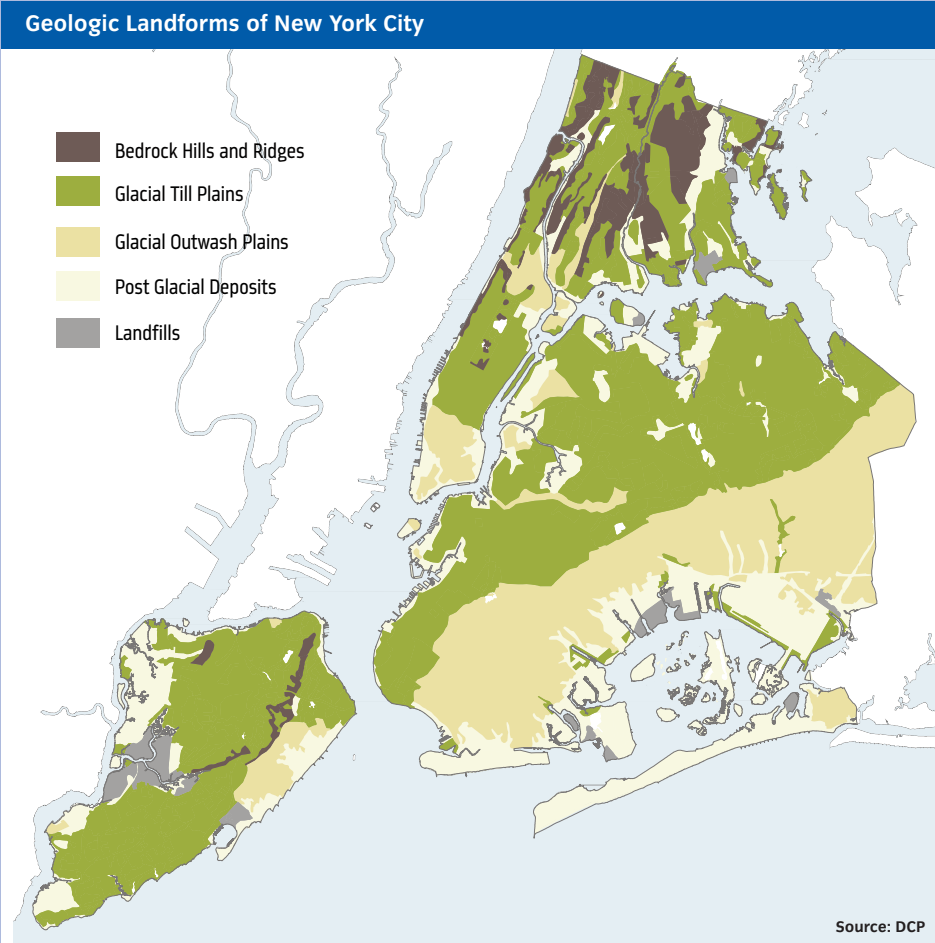 Geologic Landforms of New York City
Bedrock Hills and Ridges
Glacial Till Plains
Glacial Outwash Plains
Post Glacial Deposits
Landfills
Source: DCP